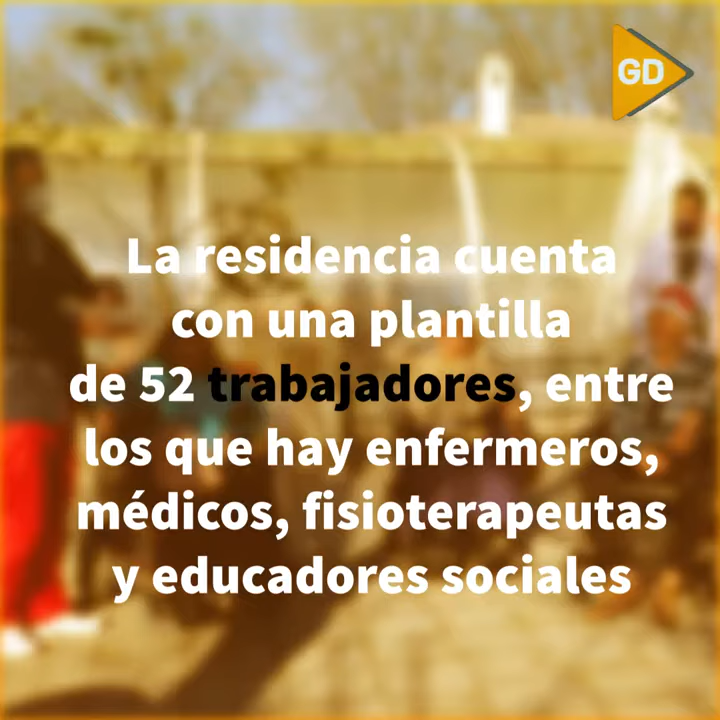 GD
La residencia cuenta
con una plantilla
de 52 trabajadores, entre
los que hay enfermeros,
médicos, fisioterapeutas
y educadores sociales